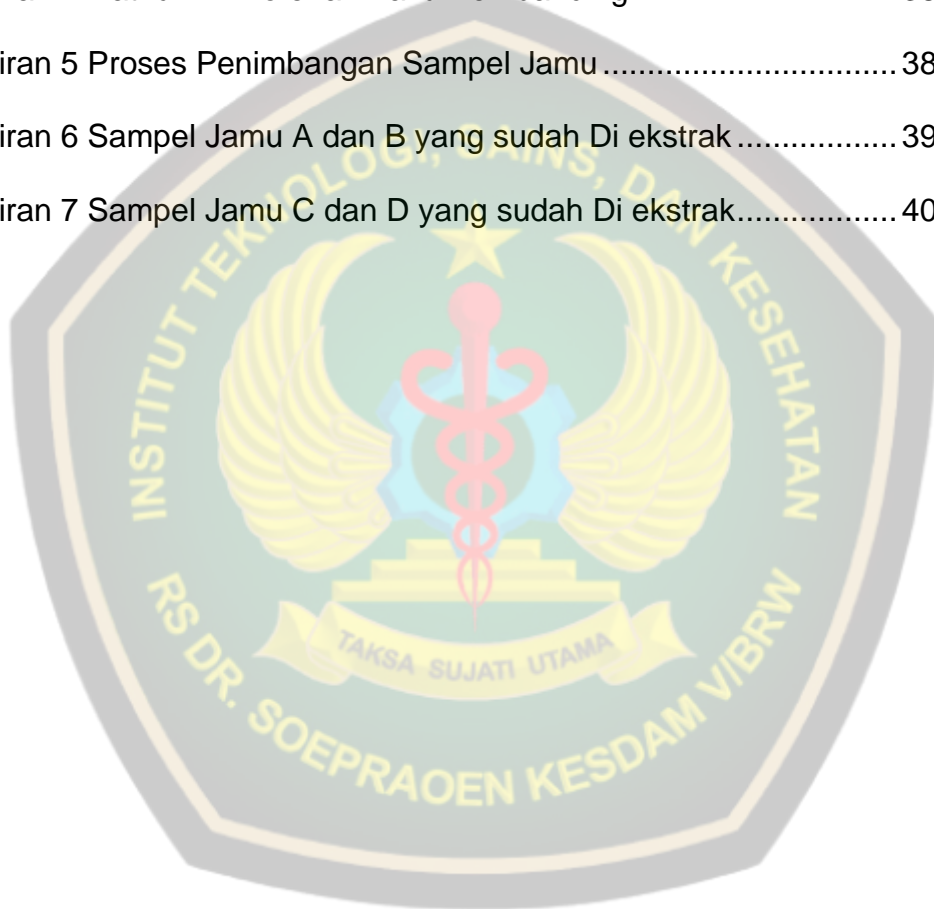 iran 5 Proses Penimbangan Sampel Jamu ................................. 38
iran 6 Sampel Jamu A dan B yang sudah Di ekstrak .................. 39
iran 7 Sampel Jamu C dan D yang sudah Di ekstrak.................. 40
INSTITUT TEKNOLOGI, SAINS, DAN KESEHATAN
TAKSA SUJATI UTAMA
RS DR. SOEPRAOEN KESDAM V/BRW